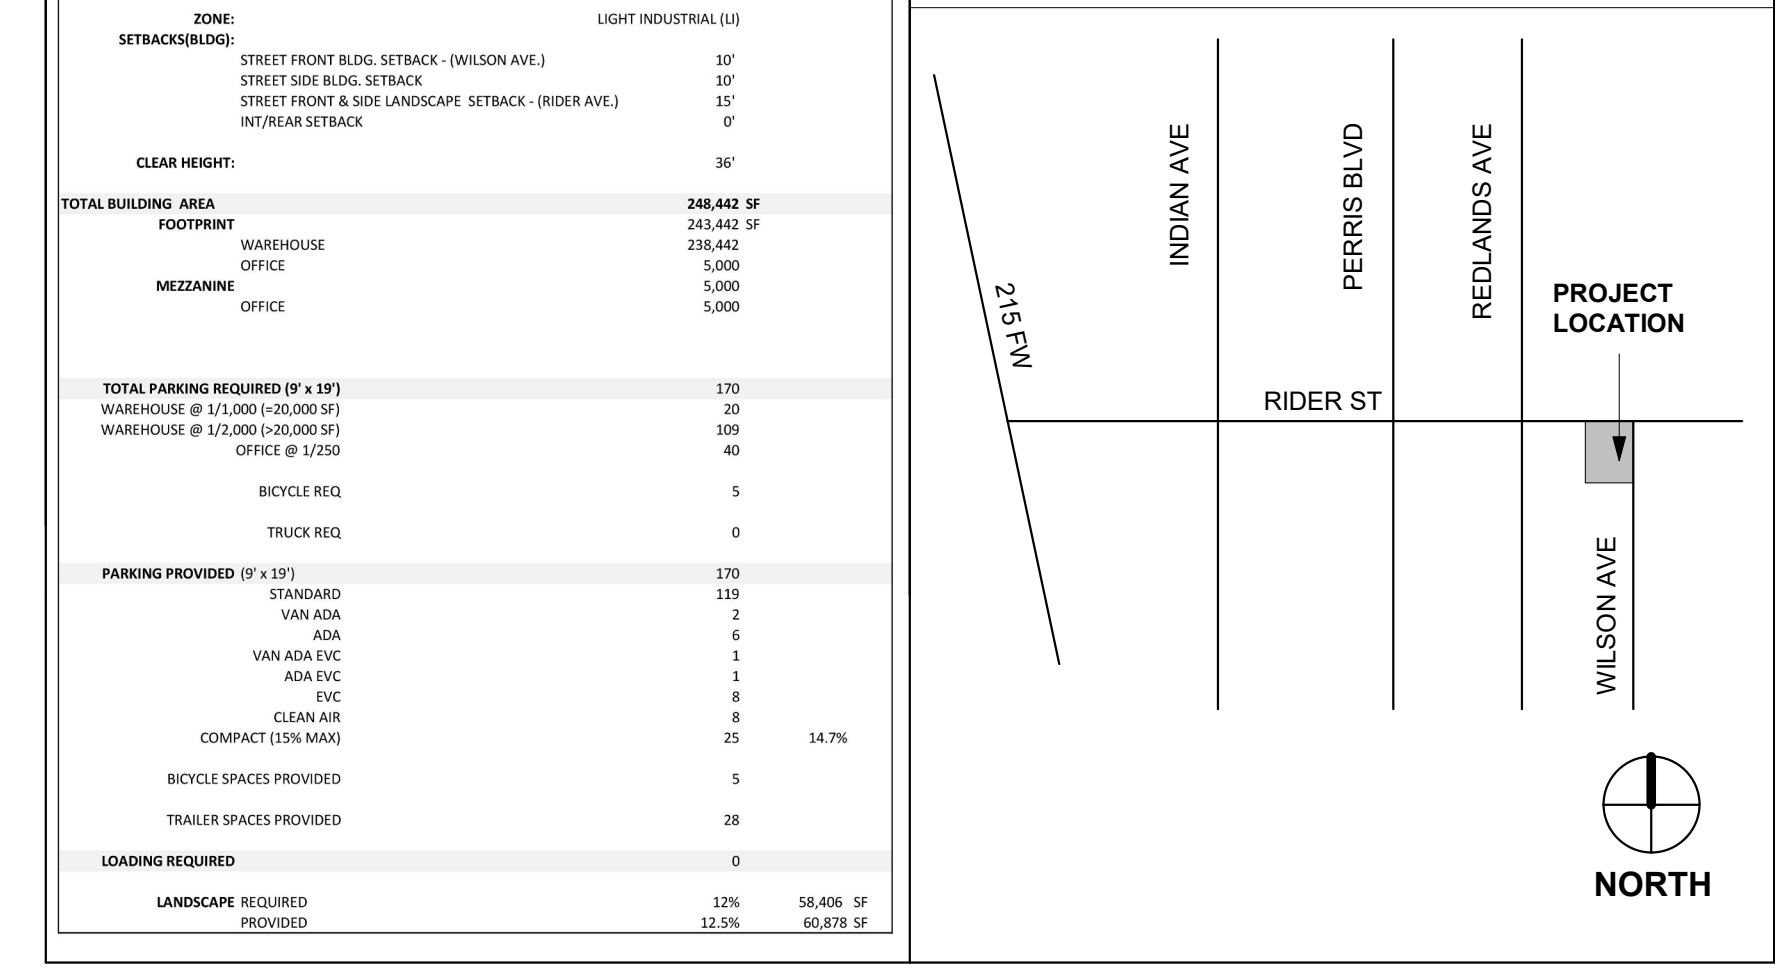 ZONE: LIGHT INDUSTRIAL (LI)
SETBACKS(BLDG):
STREET FRONT BLDG. SETBACK - (WILSON AVE.) 10'
STREET SIDE BLDG. SETBACK 10'
STREET FRONT & SIDE LANDSCAPE SETBACK - (RIDER AVE.) 15'
INT/REAR SETBACK 0'
CLEAR HEIGHT: 36'
TOTAL BUILDING AREA 248,442 SF
FOOTPRINT 243,442 SF
WAREHOUSE 238,442
OFFICE 5,000
MEZZANINE 5,000
OFFICE 5,000
TOTAL PARKING REQUIRED (9' x 19') 170
WAREHOUSE @ 1/1,000 (=20,000 SF) 20
WAREHOUSE @ 1/2,000 (>20,000 SF) 109
OFFICE @ 1/250 40
BICYCLE REQ 5
TRUCK REQ 0
PARKING PROVIDED (9' x 19') 170
STANDARD 119
VAN ADA 2
ADA 6
VAN ADA EVC 1
ADA EVC 1
EVC 8
CLEAN AIR 8
COMPACT (15% MAX) 25 14.7%
BICYCLE SPACES PROVIDED 5
TRAILER SPACES PROVIDED 28
LOADING REQUIRED 0
LANDSCAPE REQUIRED 12% 58,406 SF
PROVIDED 12.5% 60,878 SF
215 FW
INDIAN AVE
PERRIS BLVD
REDLANDS AVE
PROJECT
LOCATION
RIDER ST
WILSON AVE
NORTH